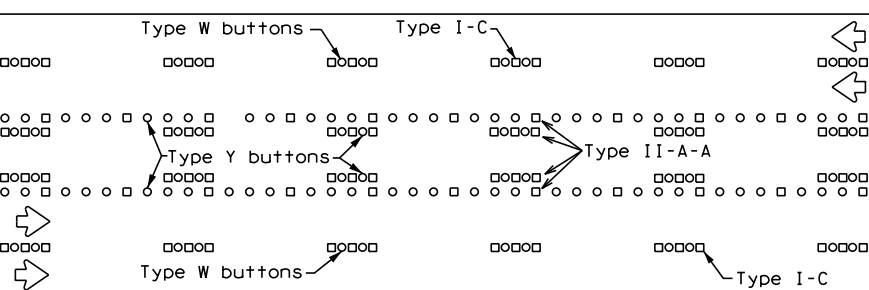 Type W buttons
Type I-C
Type Y buttons
Type II-A-A
Type W buttons
Type I-C